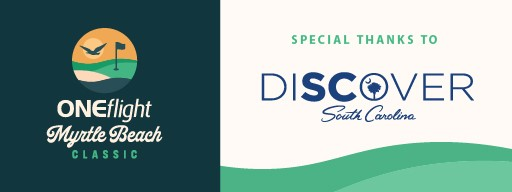 ONEflight
Myrtle Beach
CLASSIC
SPECIAL THANKS TO
DISCOVER
South Carolina